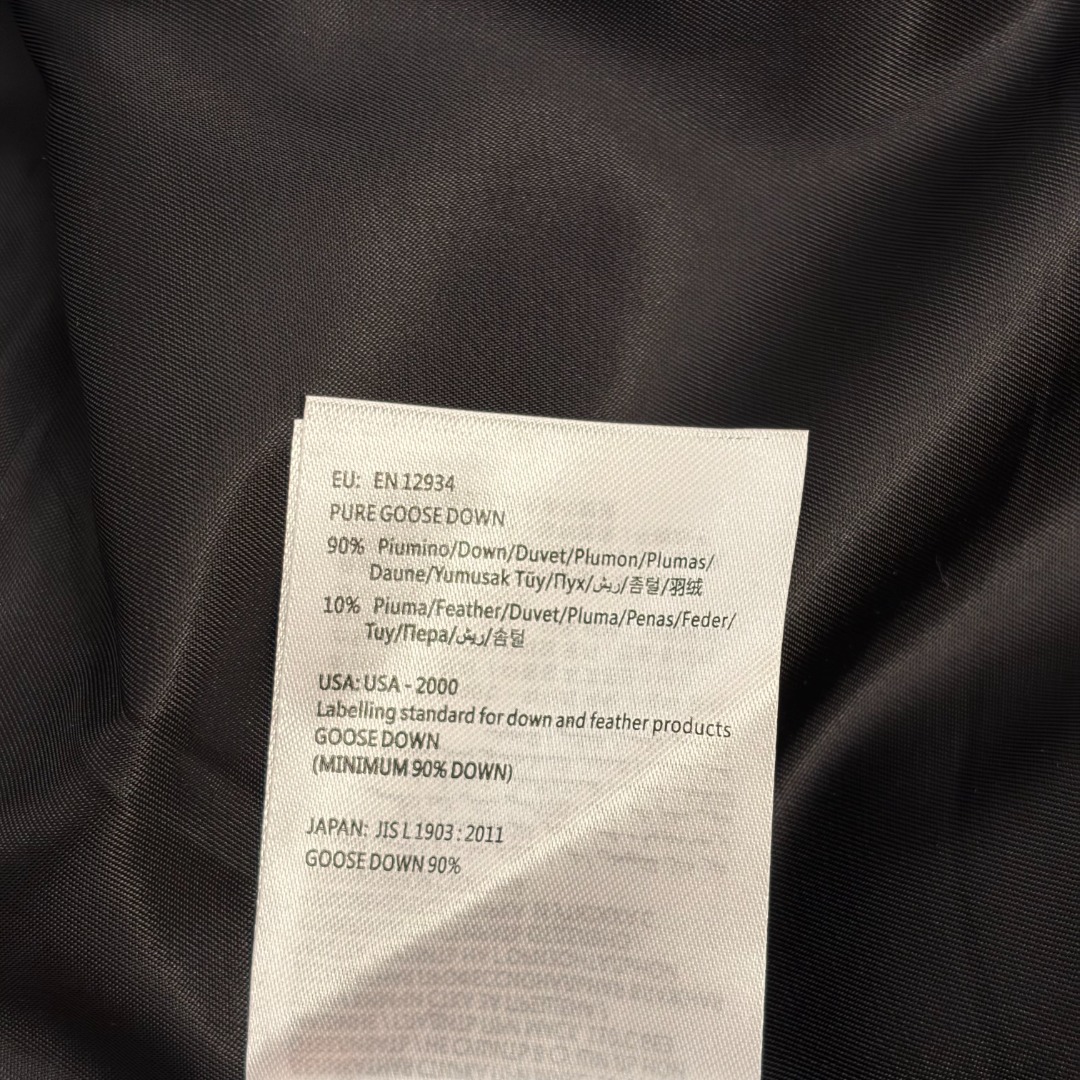 EU: EN 12934
PURE GOOSE DOWN
90% Piumino/Down/Duvet/Plumon/Plumas/
Daune/Yumusak Tüy/Пух/ريش/좀털/羽绒
10% Piuma/Feather/Duvet/Pluma/Penas/Feder/
Tuy/Пера/ريش/솜털
USA: USA - 2000
Labelling standard for down and feather products
GOOSE DOWN
(MINIMUM 90% DOWN)
JAPAN: JIS L 1903 : 2011
GOOSE DOWN 90%